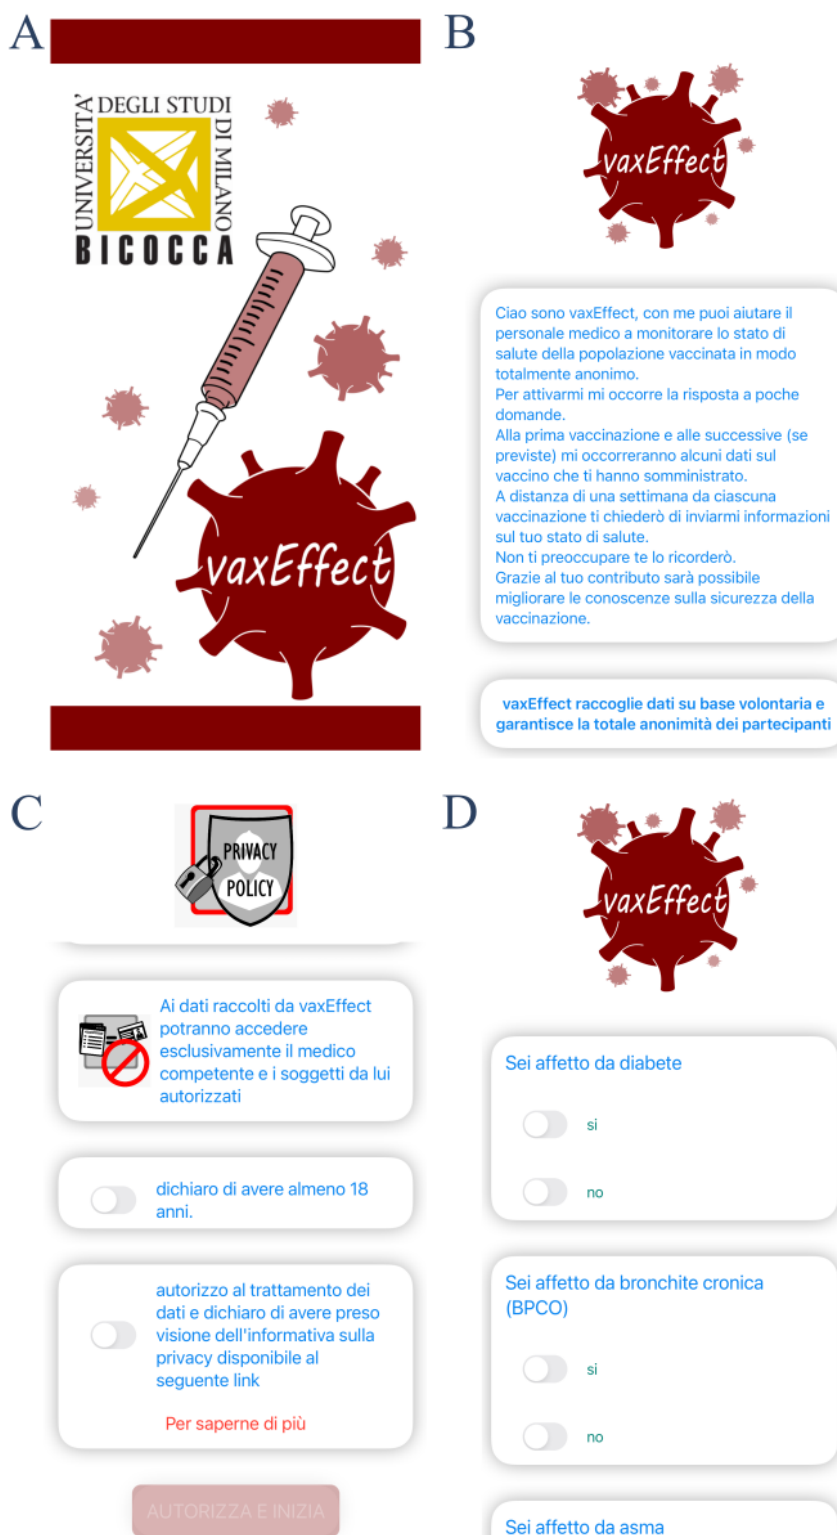 A
UNIVERSITA' DEGLI STUDI DI MILANO
BICOCCA
vaxEffect
B
vaxEffect
Ciao sono vaxEffect, con me puoi aiutare il
personale medico a monitorare lo stato di
salute della popolazione vaccinata in modo
totalmente anonimo.
Per attivarmi mi occorre la risposta a poche
domande.
Alla prima vaccinazione e alle successive (se
previste) mi occorreranno alcuni dati sul
vaccino che ti hanno somministrato.
A distanza di una settimana da ciascuna
vaccinazione ti chiederò di inviarmi informazioni
sul tuo stato di salute.
Non ti preoccupare te lo ricorderò.
Grazie al tuo contributo sarà possibile
migliorare le conoscenze sulla sicurezza della
vaccinazione.
vaxEffect raccoglie dati su base volontaria e
garantisce la totale anonimità dei partecipanti
C
PRIVACY
POLICY
Ai dati raccolti da vaxEffect
potranno accedere
esclusivamente il medico
competente e i soggetti da lui
autorizzati
dichiaro di avere almeno 18
anni.
autorizzo al trattamento dei
dati e dichiaro di avere preso
visione dell'informativa sulla
privacy disponibile al
seguente link
Per saperne di più
AUTORIZZA E INIZIA
D
vaxEffect
Sei affetto da diabete
si
no
Sei affetto da bronchite cronica
(BPCO)
si
no
Sei affetto da asma